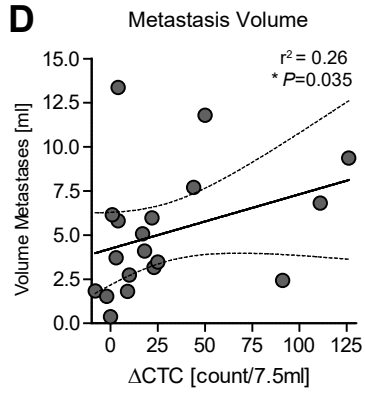 D
Metastasis Volume
r² = 0.26
* P=0.035
Volume Metastases [ml]
15.0
12.5
10.0
7.5
5.0
2.5
0.0
0 25 50 75 100 125
ΔCTC [count/7.5ml]